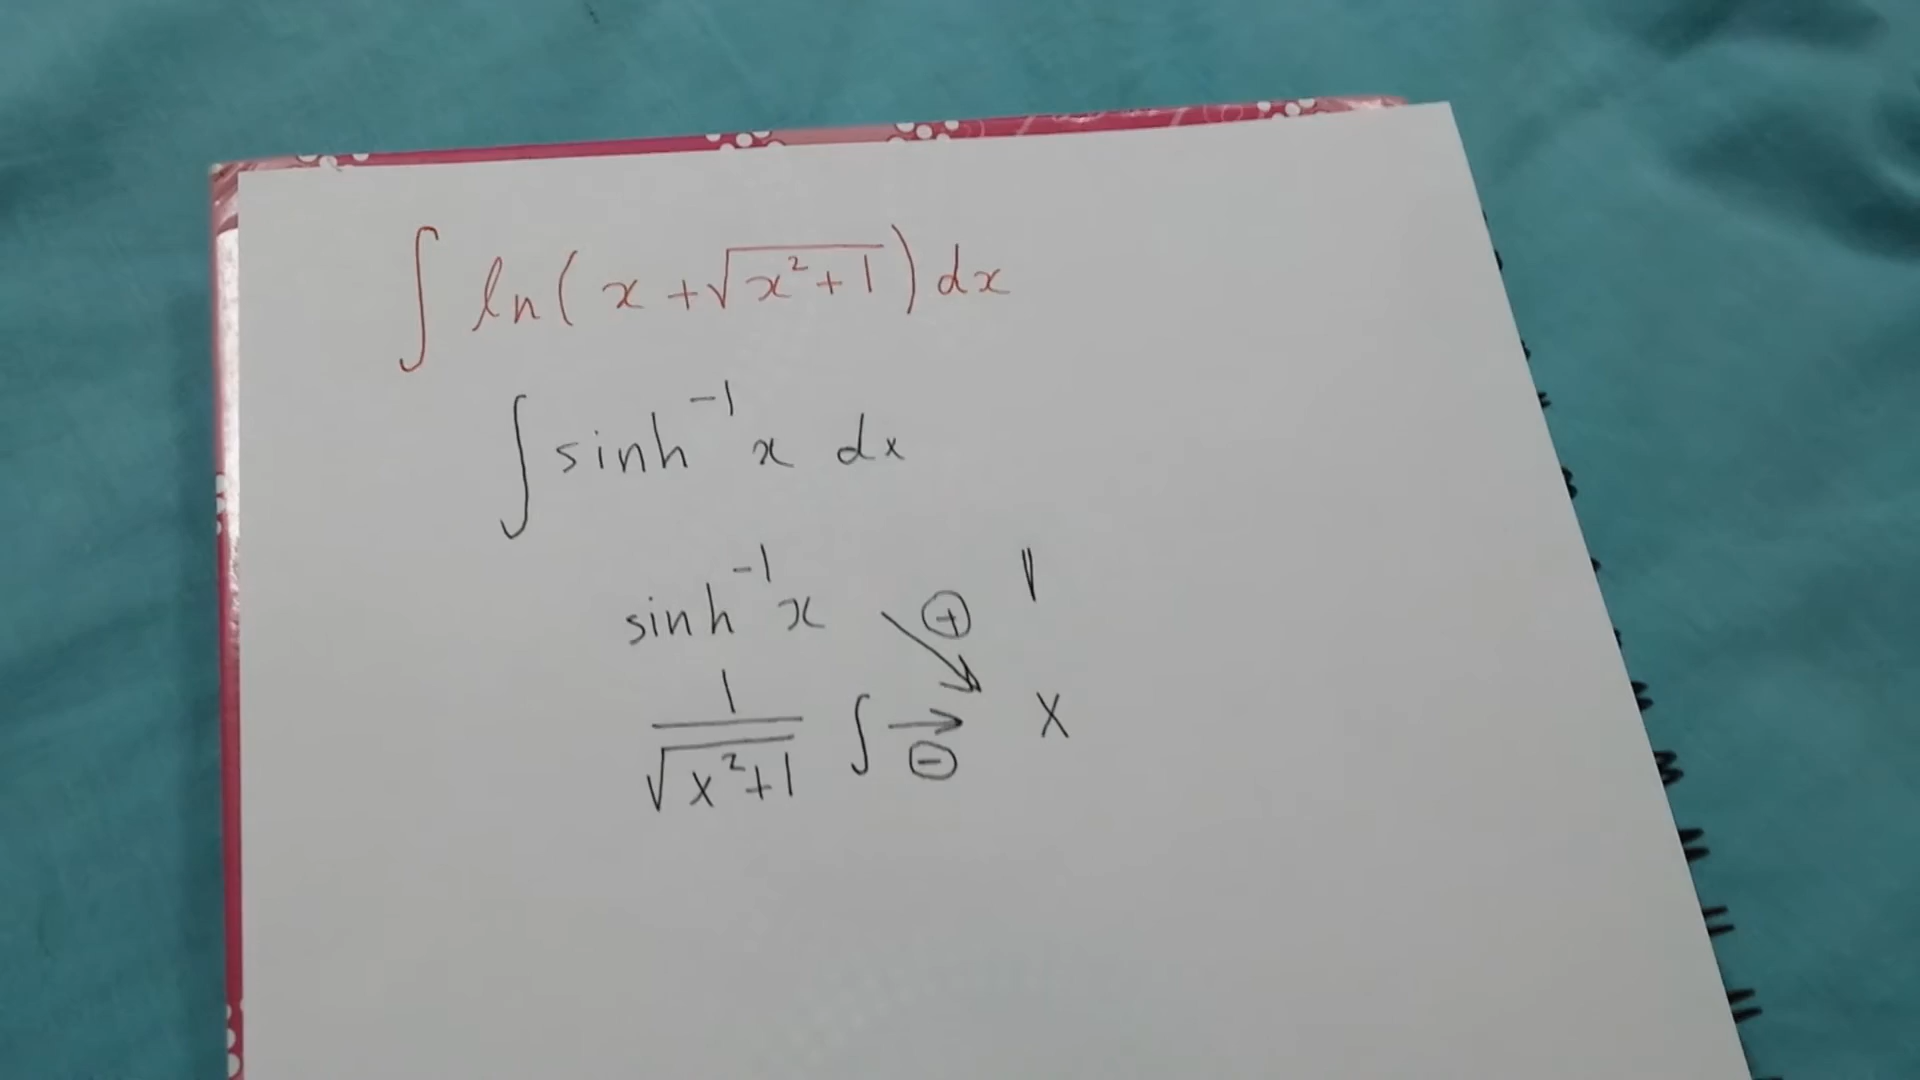 ∫ ln( x + √(x²+1) ) dx
∫ sinh⁻¹ x dx
sinh⁻¹ x ↘ ⊕ 1
1/√(x²+1) ∫ → ⊖ x